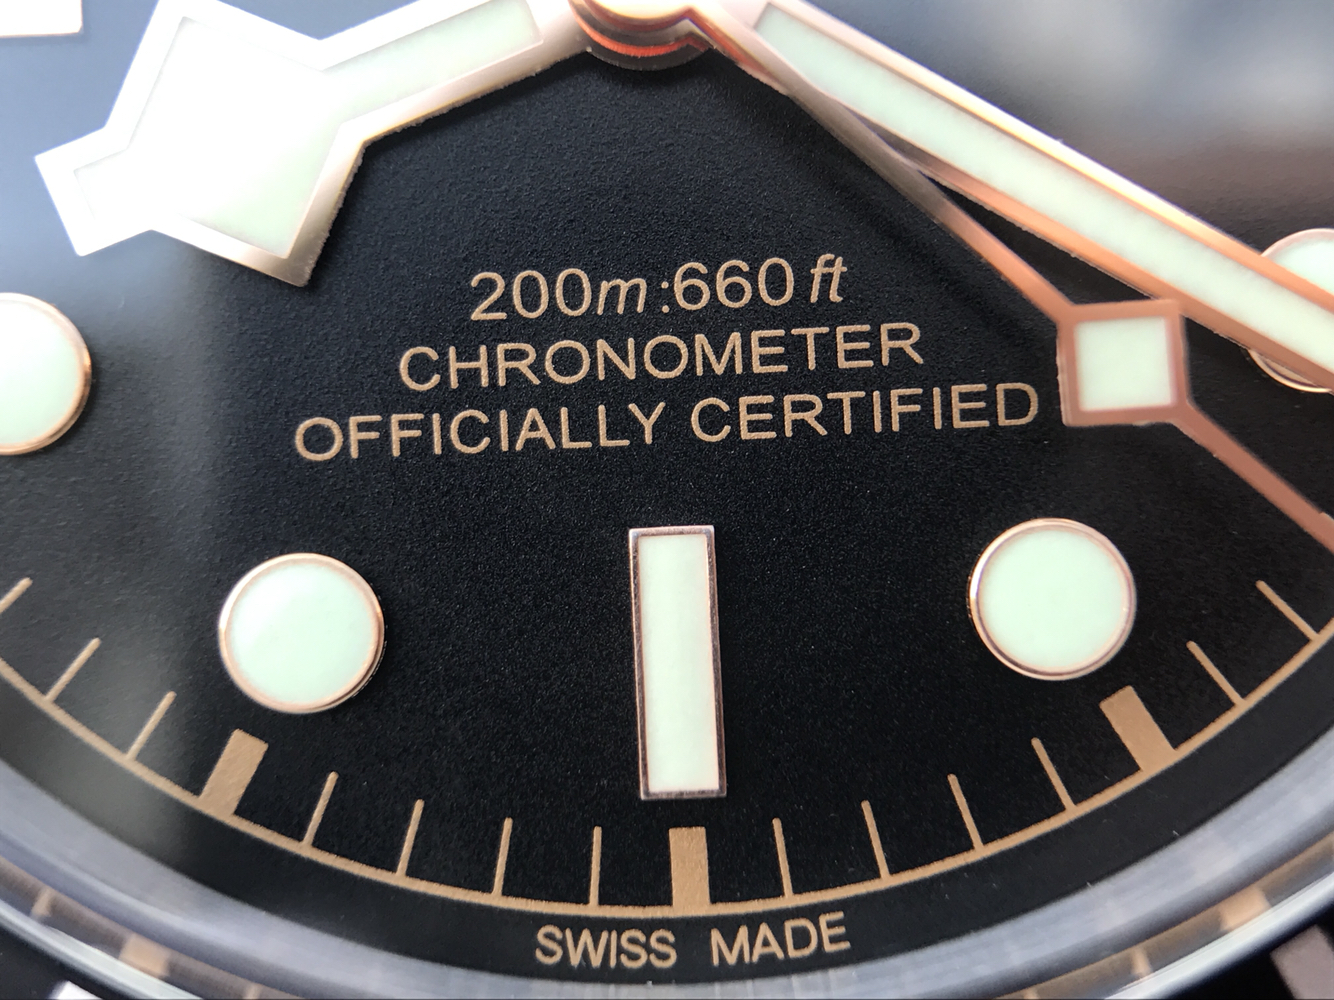 200m:660ft
CHRONOMETER
OFFICIALLY CERTIFIED
SWISS MADE